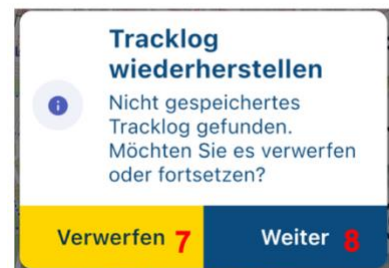 Tracklog
wiederherstellen
Nicht gespeichertes
Tracklog gefunden.
Möchten Sie es verwerfen
oder fortsetzen?
Verwerfen 7 Weiter 8